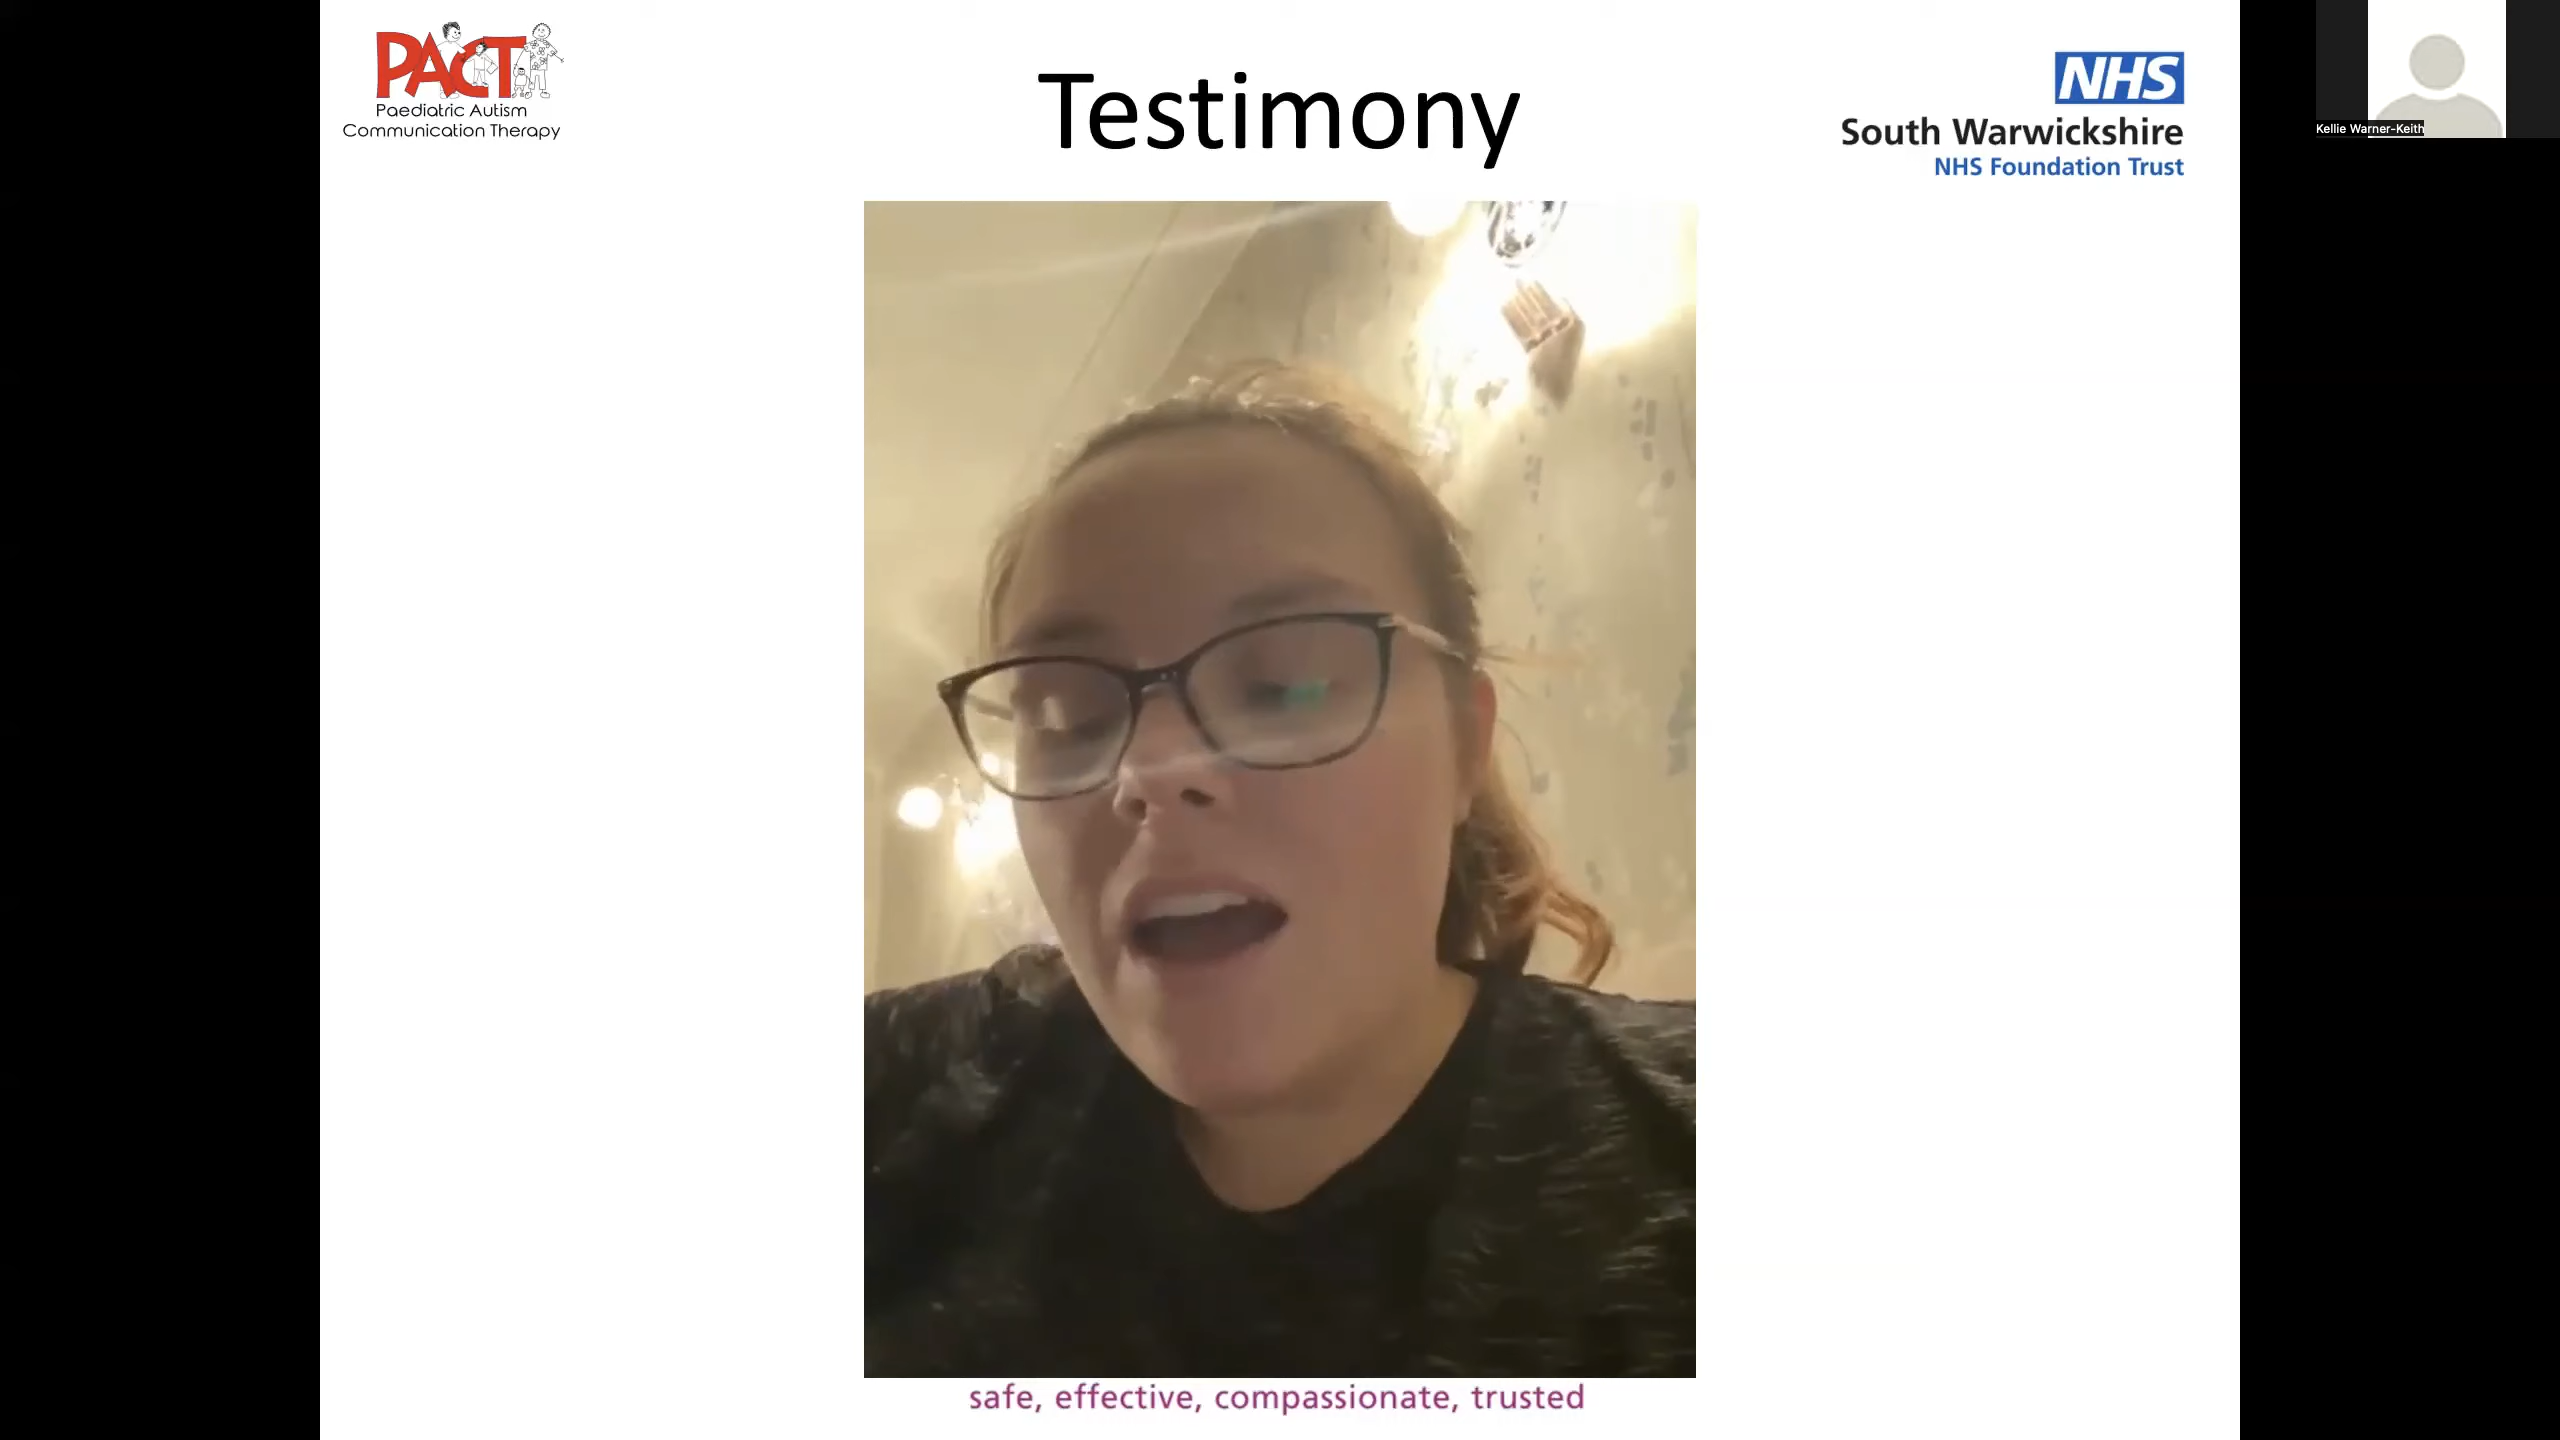 PACT
Paediatric Autism
Communication Therapy
Testimony
NHS
South Warwickshire
NHS Foundation Trust
Kellie Warner-Keith
safe, effective, compassionate, trusted